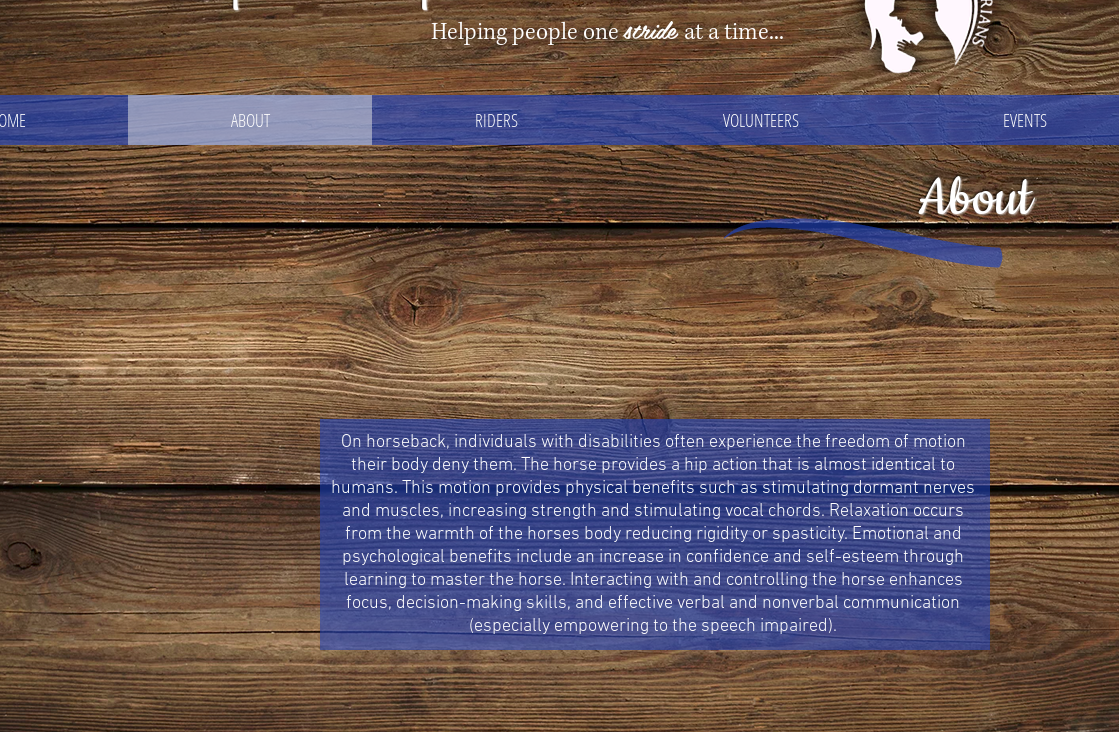 Helping people one stride at a time...
RIANS
OME
ABOUT
RIDERS
VOLUNTEERS
EVENTS
About
On horseback, individuals with disabilities often experience the freedom of motion
their body deny them. The horse provides a hip action that is almost identical to
humans. This motion provides physical benefits such as stimulating dormant nerves
and muscles, increasing strength and stimulating vocal chords. Relaxation occurs
from the warmth of the horses body reducing rigidity or spasticity. Emotional and
psychological benefits include an increase in confidence and self-esteem through
learning to master the horse. Interacting with and controlling the horse enhances
focus, decision-making skills, and effective verbal and nonverbal communication
(especially empowering to the speech impaired).